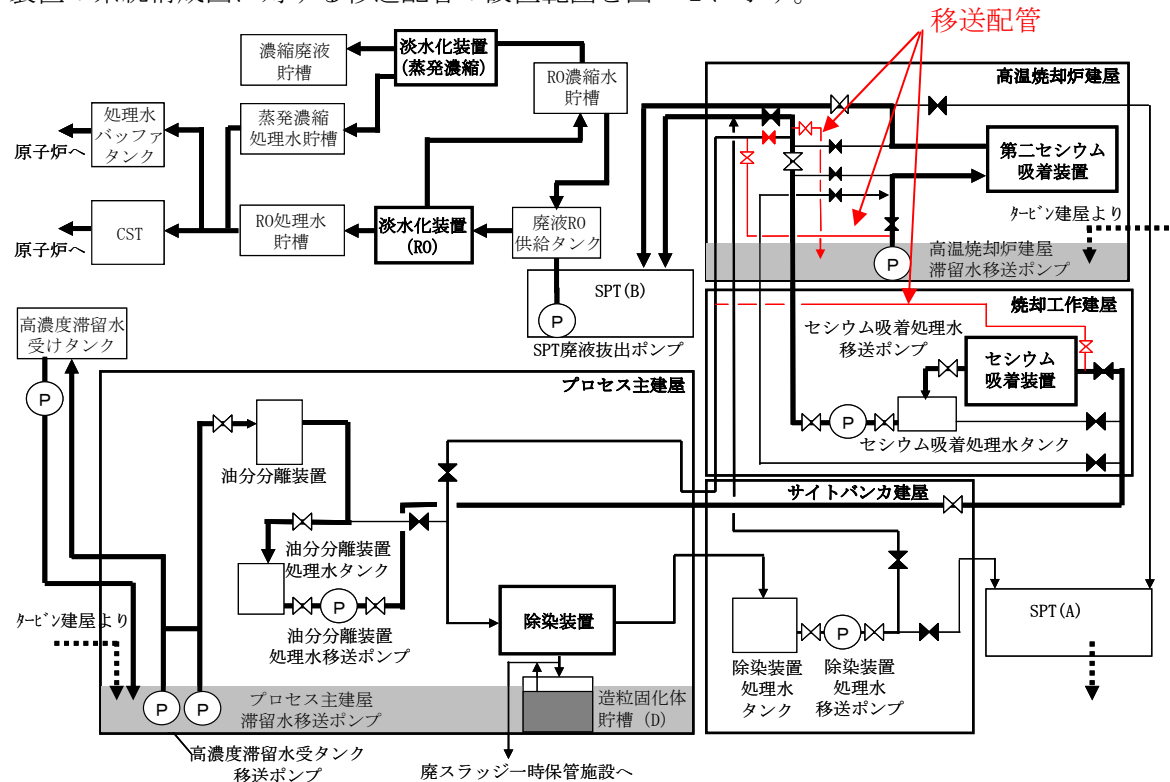 移送配管
濃縮廃液
貯槽
淡水化装置
(蒸発濃縮)
RO濃縮水
貯槽
高温焼却炉建屋
処理水
バッファ
タンク
蒸発濃縮
処理水貯槽
原子炉へ
第二セシウム
吸着装置
CST
原子炉へ
RO処理水
貯槽
淡水化装置
(RO)
廃液RO
供給タンク
タービン建屋より
P
高温焼却炉建屋
滞留水移送ポンプ
SPT(B)
P
SPT廃液抜出ポンプ
焼却工作建屋
高濃度滞留水
受けタンク
セシウム吸着処理水
移送ポンプ
セシウム
吸着装置
P
プロセス主建屋
P
セシウム吸着処理水タンク
油分分離装置
サイトバンカ建屋
油分分離装置
処理水タンク
P
油分分離装置
処理水移送ポンプ
除染装置
P
SPT(A)
タービン建屋より
除染装置
処理水
タンク
除染装置
処理水
移送ポンプ
P
P
プロセス主建屋
滞留水移送ポンプ
造粒固化体
貯槽(D)
高濃度滞留水受タンク
移送ポンプ
廃スラッジ一時保管施設へ